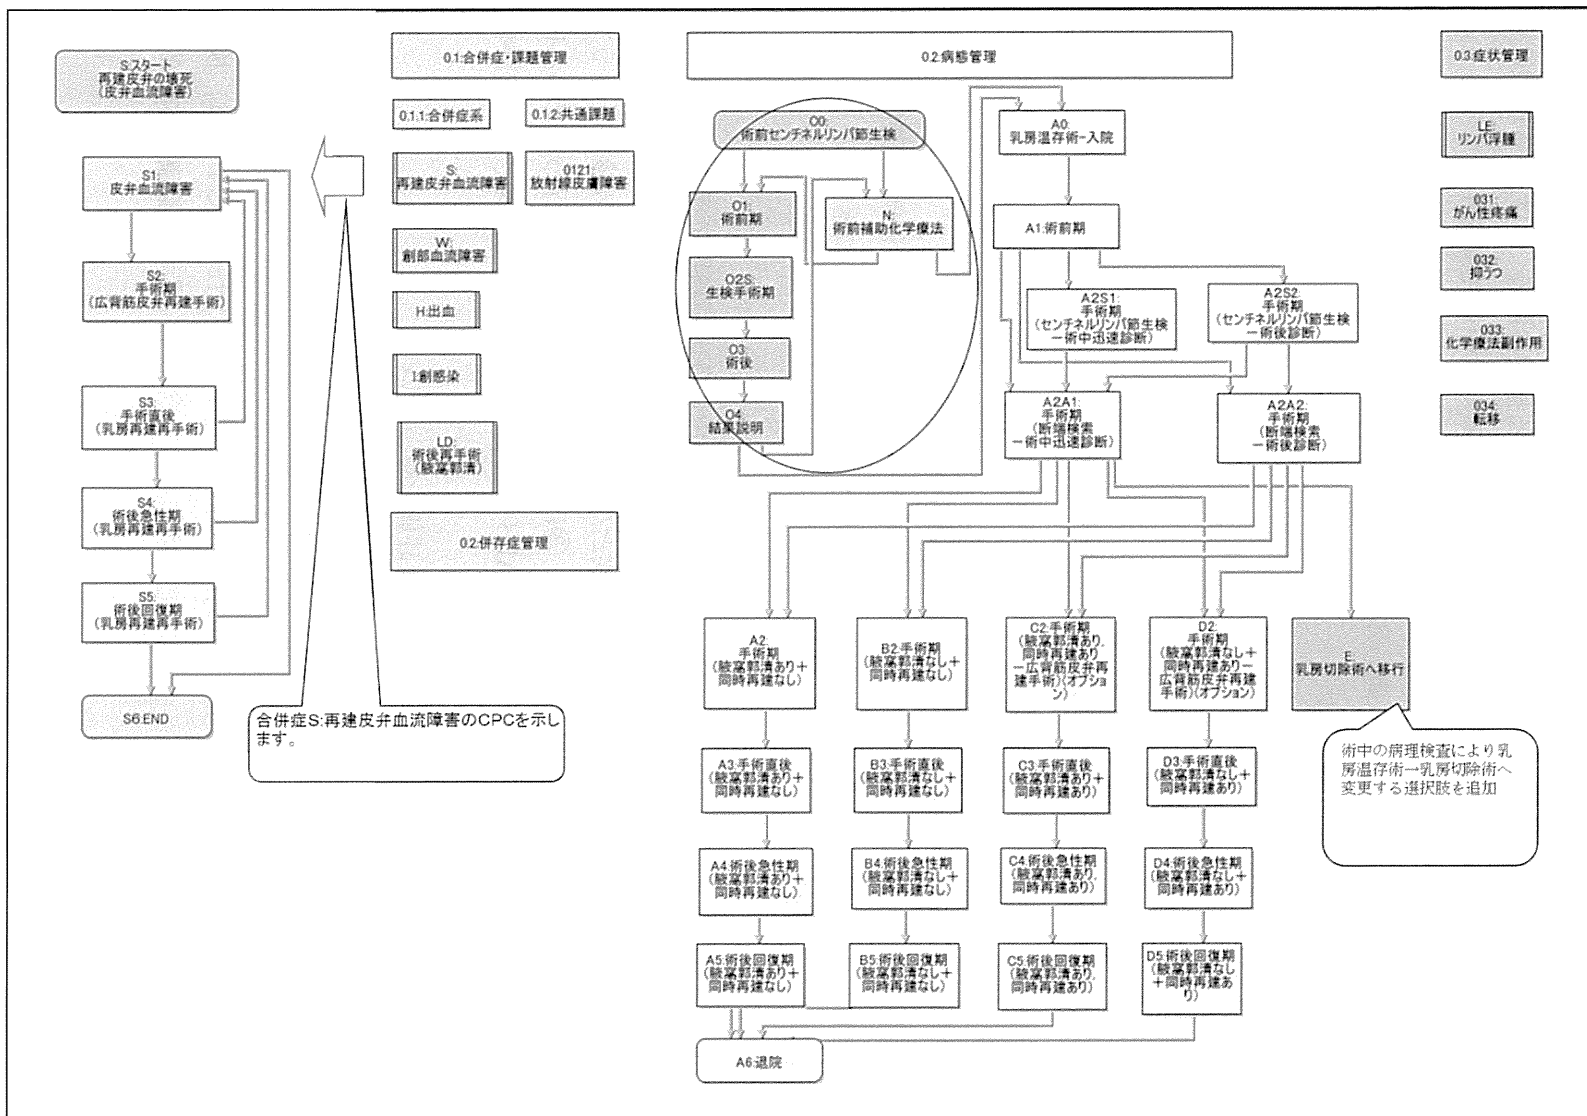 S:スタート
再建皮弁の壊死
(皮弁血流障害)
S1:
皮弁血流障害
S2:
手術期
(広背筋皮弁再建手術)
S3:
手術直後
(乳房再建再手術)
S4:
術後急性期
(乳房再建再手術)
S5:
術後回復期
(乳房再建再手術)
S6:END
0.1:合併症・課題管理
0.1.1:合併症系
0.1.2:共通課題
S:
再建皮弁血流障害
0121:
放射線皮膚障害
W:
創部血流障害
H:出血
I:創感染
LD:
術後再手術
(腋窩郭清)
0.2:併存症管理
合併症S:再建皮弁血流障害のCPCを示し
ます。
0.2:病態管理
O0:
術前センチネルリンパ節生検
O1:
術前期
N:
術前補助化学療法
O2S:
生検手術期
O3:
術後
O4:
結果説明
A0:
乳房温存術-入院
A1:術前期
A2S1:
手術期
(センチネルリンパ節生検
ー術中迅速診断)
A2S2:
手術期
(センチネルリンパ節生検
ー術後診断)
A2A1:
手術期
(断端検索
ー術中迅速診断)
A2A2:
手術期
(断端検索
ー術後診断)
A2:
手術期
(腋窩郭清あり+
同時再建なし)
B2:手術期
(腋窩郭清なし+
同時再建なし)
C2:手術期
(腋窩郭清あり,
同時再建あり
ー広背筋皮弁再
建手術)(オプショ
ン)
D2:
手術期
(腋窩郭清なし+
同時再建ありー
広背筋皮弁再建
手術)(オプション)
E:
乳房切除術へ移行
A3:手術直後
(腋窩郭清あり+
同時再建なし)
B3:手術直後
(腋窩郭清なし+
同時再建なし)
C3:手術直後
(腋窩郭清あり+
同時再建あり)
D3:手術直後
(腋窩郭清なし+
同時再建あり)
術中の病理検査により乳
房温存術→乳房切除術へ
変更する選択肢を追加
A4:術後急性期
(腋窩郭清あり+
同時再建なし)
B4:術後急性期
(腋窩郭清なし+
同時再建なし)
C4:術後急性期
(腋窩郭清あり,
同時再建あり)
D4:術後急性期
(腋窩郭清なし+
同時再建あり)
A5:術後回復期
(腋窩郭清あり+
同時再建なし)
B5:術後回復期
(腋窩郭清なし+
同時再建なし)
C5:術後回復期
(腋窩郭清あり,
同時再建あり)
D5:術後回復期
(腋窩郭清なし
+同時再建あ
り)
A6:退院
0.3:症状管理
LE:
リンパ浮腫
031:
がん性疼痛
032:
抑うつ
033:
化学療法副作用
034:
転移